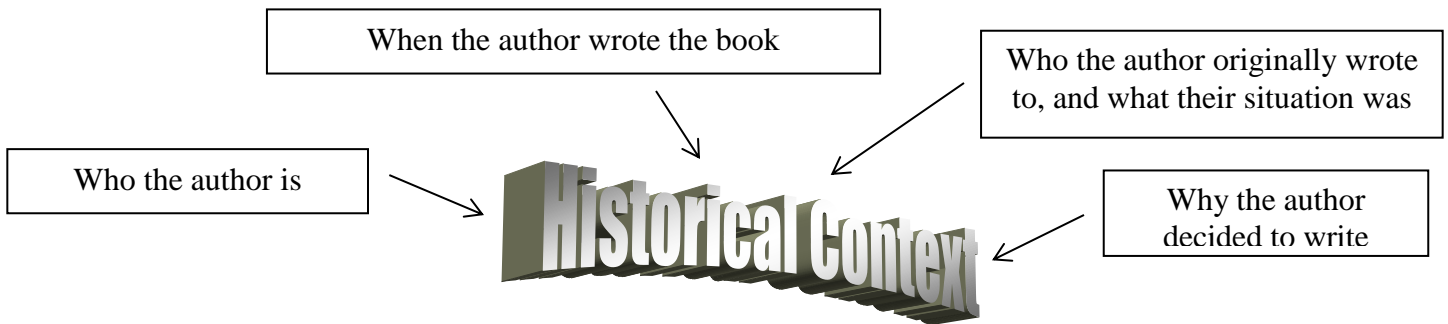 When the author wrote the book
Who the author originally wrote
to, and what their situation was
Who the author is
Why the author
decided to write
Historical Context